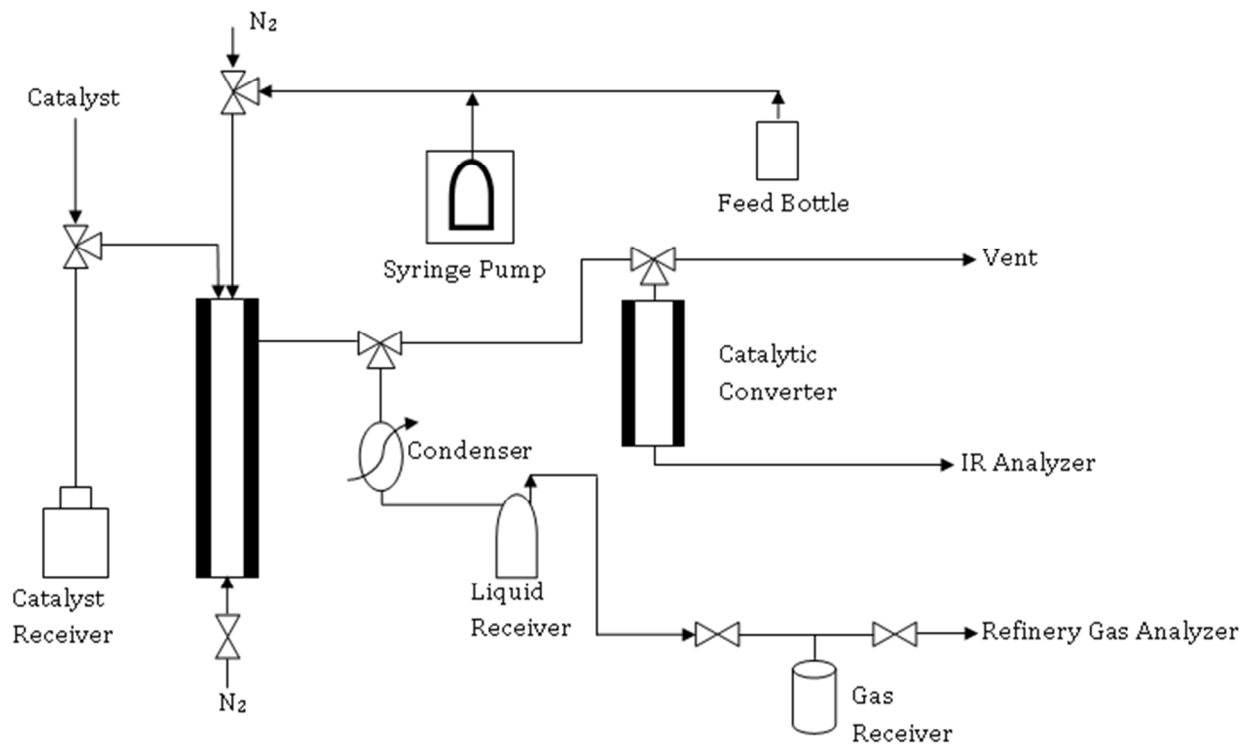 N₂
Catalyst
Feed Bottle
Syringe Pump
Vent
Catalytic
Converter
Condenser
IR Analyzer
Catalyst
Receiver
Liquid
Receiver
Refinery Gas Analyzer
N₂
Gas
Receiver